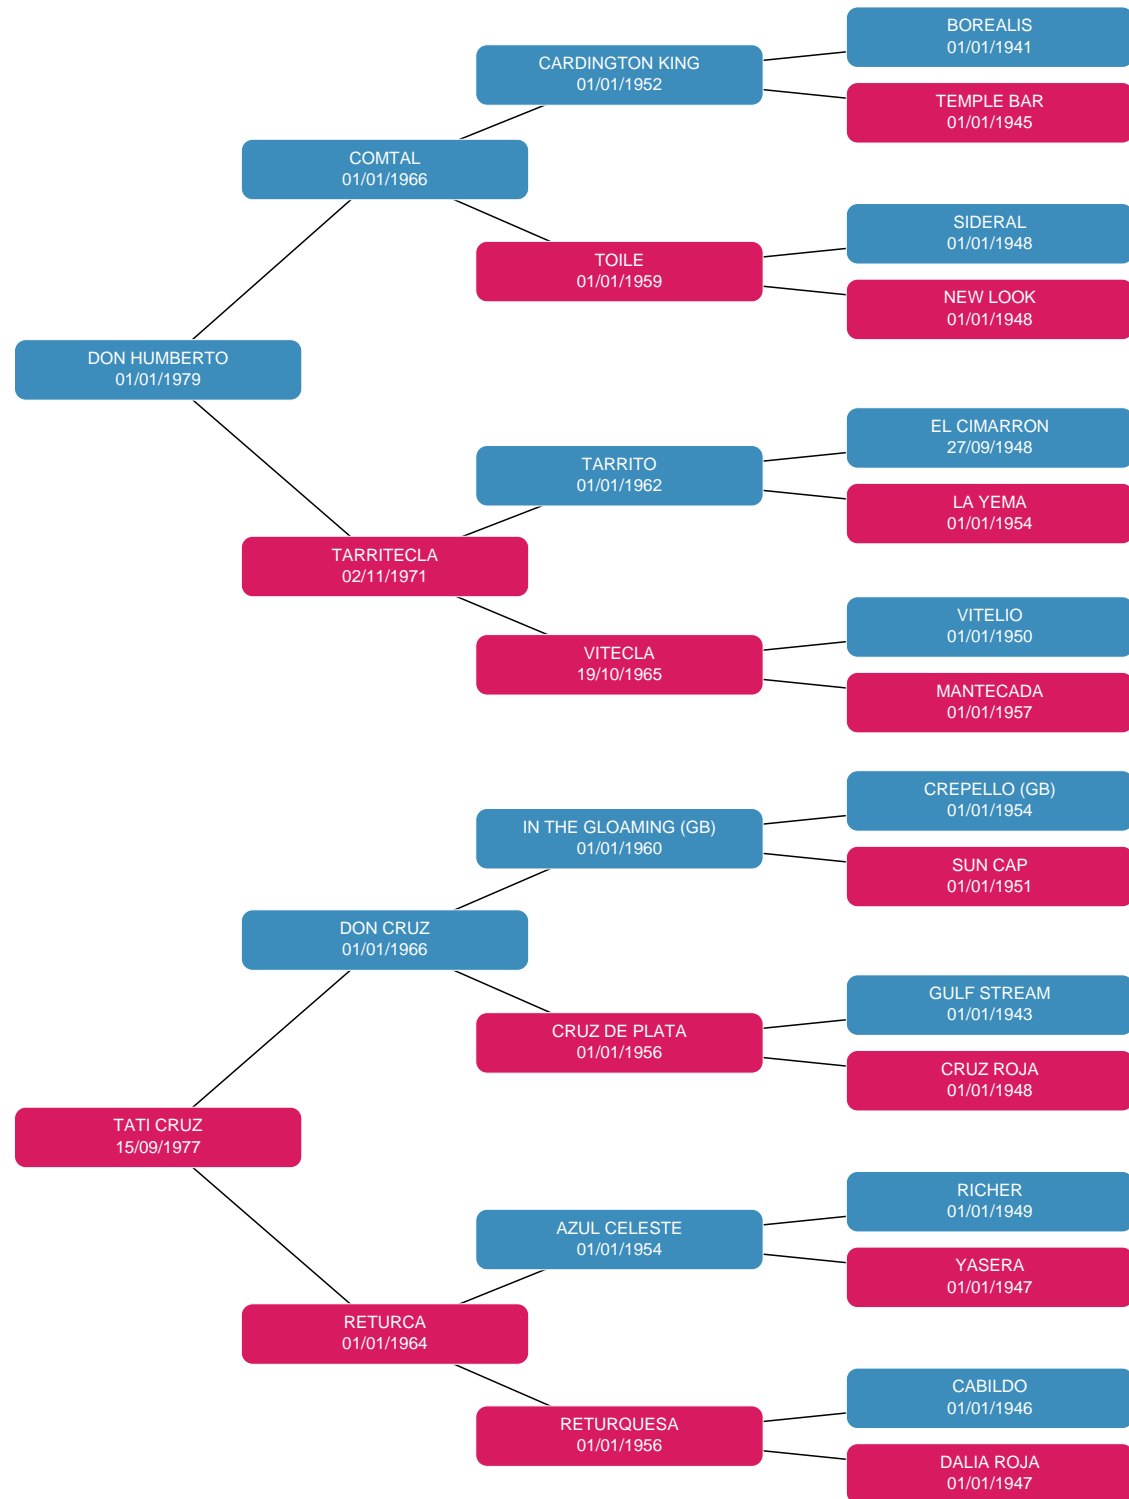 BOREALIS
01/01/1941
CARDINGTON KING
01/01/1952
TEMPLE BAR
01/01/1945
COMTAL
01/01/1966
SIDERAL
01/01/1948
TOILE
01/01/1959
NEW LOOK
01/01/1948
DON HUMBERTO
01/01/1979
EL CIMARRON
27/09/1948
TARRITO
01/01/1962
LA YEMA
01/01/1954
TARRITECLA
02/11/1971
VITELIO
01/01/1950
VITECLA
19/10/1965
MANTECADA
01/01/1957
CREPELLO (GB)
01/01/1954
IN THE GLOAMING (GB)
01/01/1960
SUN CAP
01/01/1951
DON CRUZ
01/01/1966
GULF STREAM
01/01/1943
CRUZ DE PLATA
01/01/1956
CRUZ ROJA
01/01/1948
TATI CRUZ
15/09/1977
RICHER
01/01/1949
AZUL CELESTE
01/01/1954
YASERA
01/01/1947
RETURCA
01/01/1964
CABILDO
01/01/1946
RETURQUESA
01/01/1956
DALIA ROJA
01/01/1947